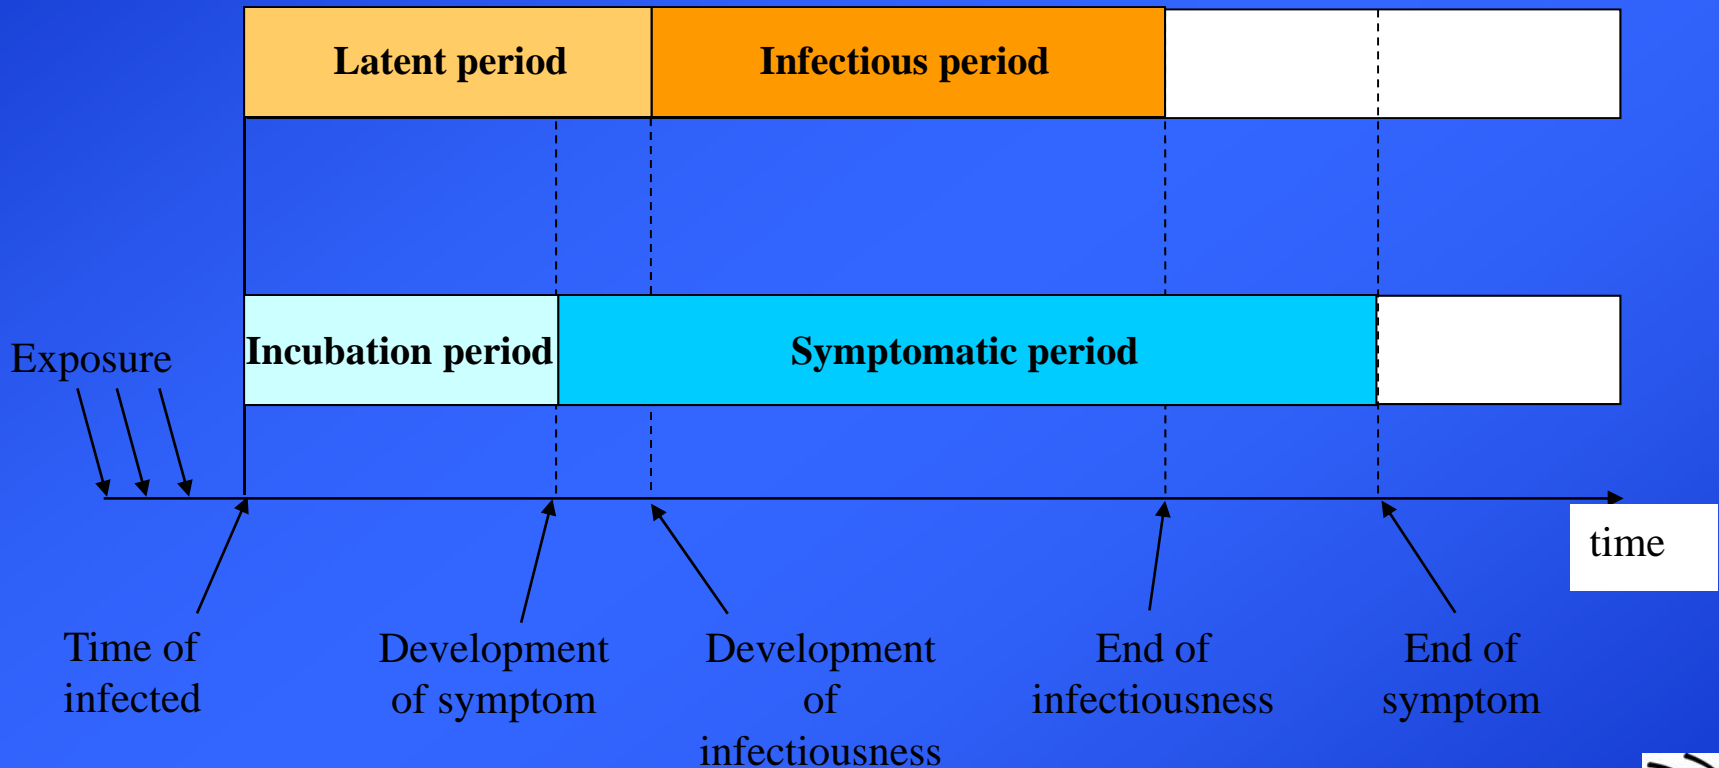 Latent period
Infectious period
Incubation period
Symptomatic period
Exposure
time
Time of
infected
Development
of symptom
Development
of
infectiousness
End of
infectiousness
End of
symptom